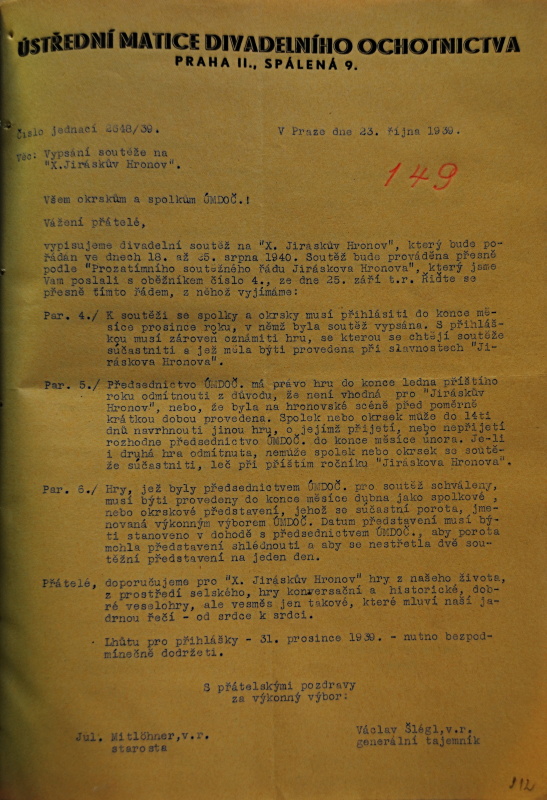 ÚSTŘEDNÍ MATICE DIVADELNÍHO OCHOTNICTVA
PRAHA II., SPÁLENÁ 9.
Číslo jednací 2648/39.
V Praze dne 23. října 1939.
Věc: Vypsání soutěže na
"X.Jiráskův Hronov".
149
Všem okrskům a spolkům ÚMDOČ.!
Vážení přátelé,
vypisujeme divadelní soutěž na "X. Jiráskův Hronov", který bude po-
řádán ve dnech 18. až 25. srpna 1940. Soutěž bude prováděna přesně
podle "Prozatímního soutěžného řádu Jiráskova Hronova", který jsme
Vam poslali s oběžníkem číslo 4., ze dne 25. září t.r. Řiďte se
přesně tímto řádem, z něhož vyjímáme:
Par. 4./ K soutěži se spolky a okrsky musí přihlásiti do konce mě-
síce prosince roku, v němž byla soutěž vypsána. S přihláš-
kou musí zároveň oznámiti hru, se kterou se chtějí soutěže
súčastniti a jež měla býti provedena při slavnostech "Ji-
ráskova Hronova".
Par. 5./ Předsednictvo ÚMDOČ. má právo hru do konce ledna příštího
roku odmítnouti z důvodu, že není vhodná pro "Jiráskův
Hronov", nebo, že byla na hronovské scéně před poměrně
krátkou dobou provedena. Spolek nebo okrsek může do 14ti
dnů navrhnouti jinou hru, o jejímž přijetí, nebo nepřijetí
rozhodne předsednictvo ÚMDOČ. do konce měsíce února. Je-li
i druhá hra odmítnuta, nemůže spolek nebo okrsek se soutě-
že súčastniti, leč při příštím ročníku "Jiráskova Hronova".
Par. 6./ Hry, jež byly předsednictvem ÚMDOČ. pro soutěž schváleny,
musí býti provedeny do konce měsíce dubna jako spolkové ,
nebo okrskové představení, jehož se súčastní porota, jme-
novaná výkonným výborem ÚMDOČ. Datum představení musí bý-
ti stanoveno v dohodě s předsednictvem ÚMDOČ., aby porota
mohla představení shlédnouti a aby se nestřetla dvě sou-
těžní představení na jeden den.
Přátelé, doporučujeme pro "X. Jiráskův Hronov" hry z našeho života,
z prostředí selského, hry konversační a historické, dob-
ré veselohry, ale vesměs jen takové, které mluví naší ja-
drnou řečí - od srdce k srdci.
Lhůtu pro přihlášky - 31. prosince 1939. - nutno bezpod-
mínečně dodržeti.
S přátelskými pozdravy
za výkonný výbor:
Jul. Mitlöhner,v.r.
starosta
Václav Šlégl,v.r.
generální tajemník
112